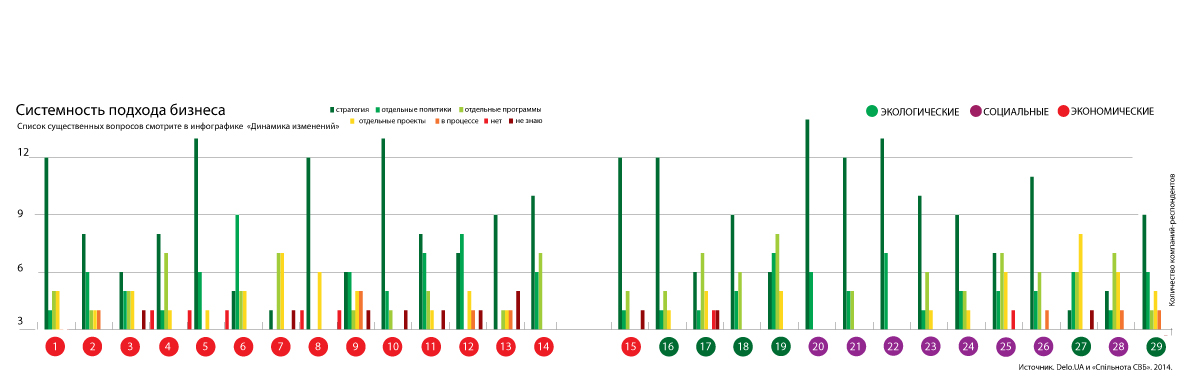 Системность подхода бизнеса
Список существенных вопросов смотрите в инфографике «Динамика изменений»
стратегия отдельные политики отдельные программы
отдельные проекты в процессе нет не знаю
ЭКОЛОГИЧЕСКИЕ СОЦИАЛЬНЫЕ ЭКОНОМИЧЕСКИЕ
12
9
6
3
Количество компаний-респондентов
1 2 3 4 5 6 7 8 9 10 11 12 13 14 15 16 17 18 19 20 21 22 23 24 25 26 27 28 29
Источник. Delo.UA и «Спільнота СВБ». 2014.